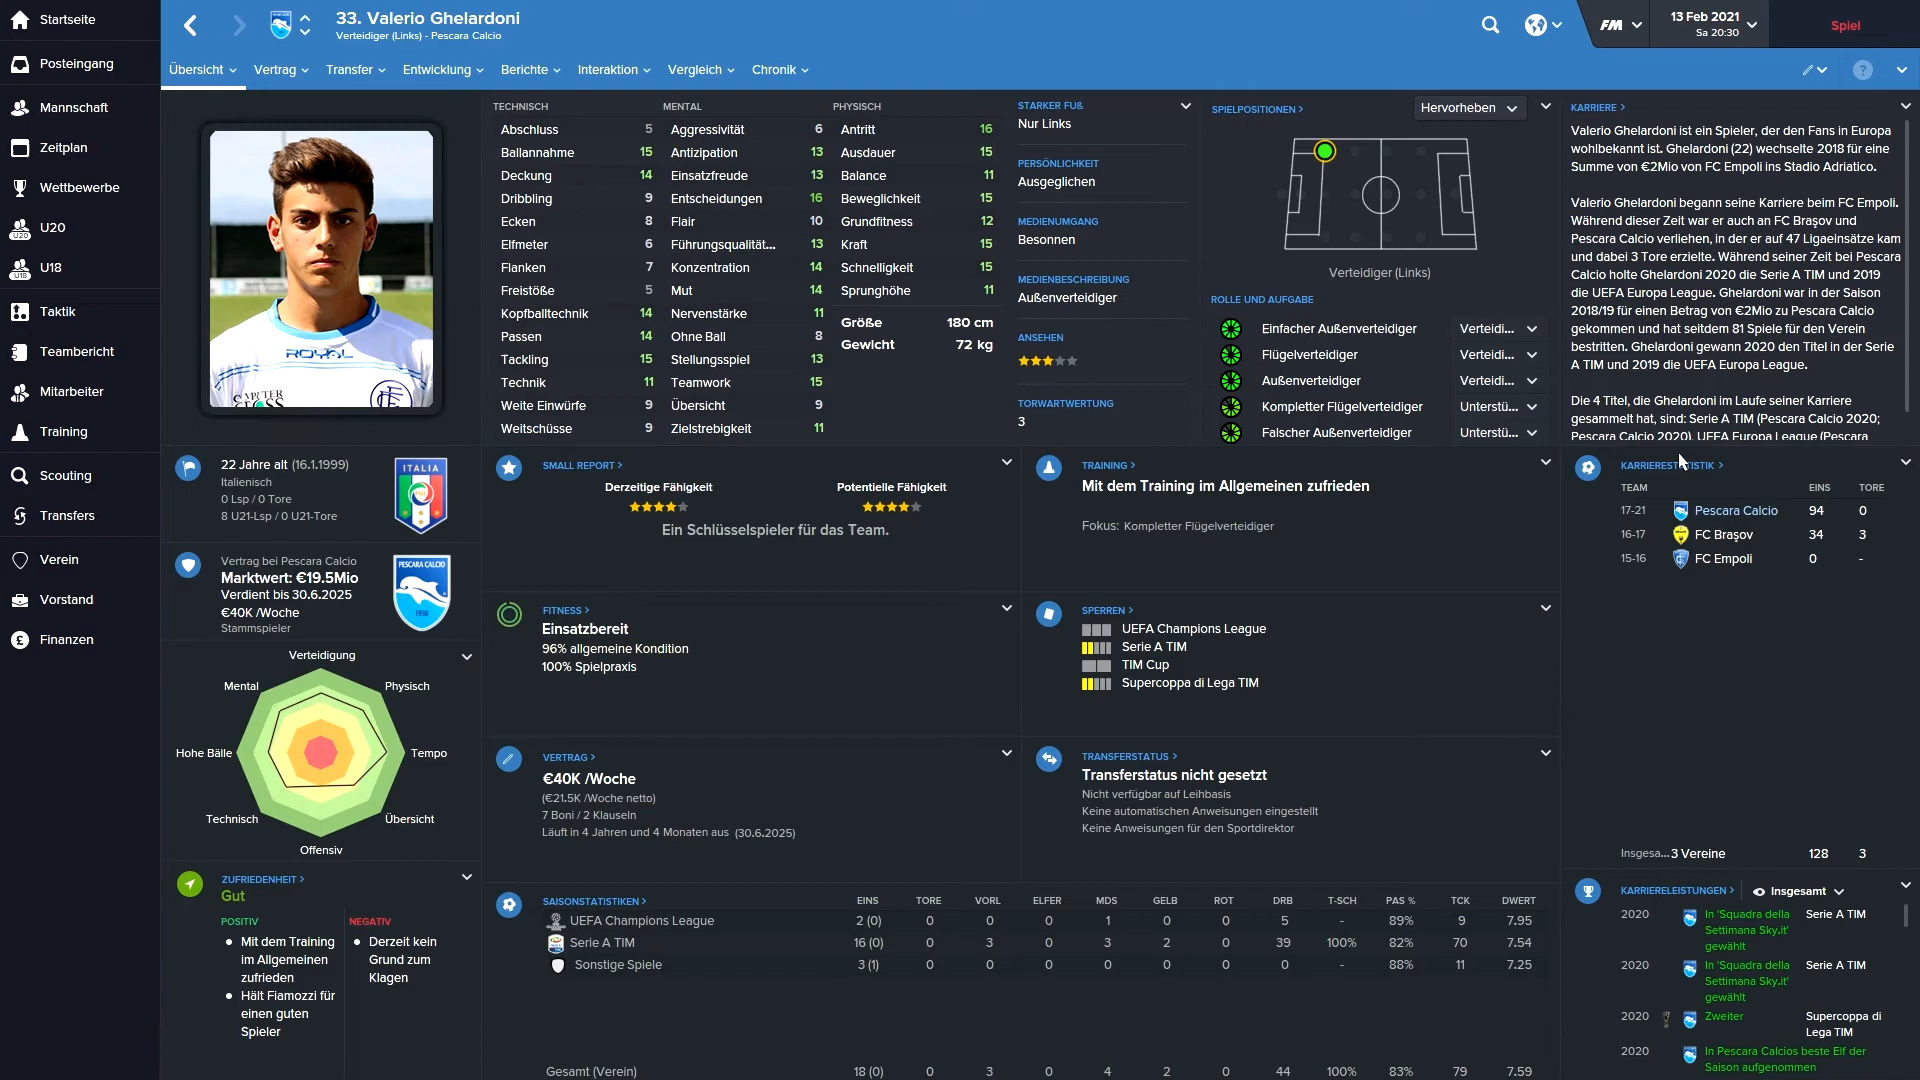 Startseite
Posteingang
Mannschaft
Zeitplan
Wettbewerbe
U20
U18
Taktik
Teambericht
Mitarbeiter
Training
Scouting
Transfers
Verein
Vorstand
Finanzen
33. Valerio Ghelardoni
Verteidiger (Links) - Pescara Calcio
FM
13 Feb 2021
Sa 20:30
Spiel
Übersicht Vertrag Transfer Entwicklung Berichte Interaktion Vergleich Chronik
ROYAL
TECHNISCH
Abschluss 5
Ballannahme 15
Deckung 14
Dribbling 9
Ecken 8
Elfmeter 6
Flanken 7
Freistöße 5
Kopfballtechnik 14
Passen 14
Tackling 15
Technik 11
Weite Einwürfe 9
Weitschüsse 9
MENTAL
Aggressivität 6
Antizipation 13
Einsatzfreude 13
Entscheidungen 16
Flair 10
Führungsqualität... 13
Konzentration 14
Mut 14
Nervenstärke 11
Ohne Ball 8
Stellungsspiel 13
Teamwork 15
Übersicht 9
Zielstrebigkeit 11
PHYSISCH
Antritt 16
Ausdauer 15
Balance 11
Beweglichkeit 15
Grundfitness 12
Kraft 15
Schnelligkeit 15
Sprunghöhe 11
Größe 180 cm
Gewicht 72 kg
STARKER FUß
Nur Links
PERSÖNLICHKEIT
Ausgeglichen
MEDIENUMGANG
Besonnen
MEDIENBESCHREIBUNG
Außenverteidiger
ANSEHEN
TORWARTWERTUNG
3
SPIELPOSITIONEN >
Hervorheben
Verteidiger (Links)
ROLLE UND AUFGABE
Einfacher Außenverteidiger Verteidi...
Flügelverteidiger Verteidi...
Außenverteidiger Verteidi...
Kompletter Flügelverteidiger Unterstü...
Falscher Außenverteidiger Unterstü...
KARRIERE >
Valerio Ghelardoni ist ein Spieler, der den Fans in Europa
wohlbekannt ist. Ghelardoni (22) wechselte 2018 für eine
Summe von €2Mio von FC Empoli ins Stadio Adriatico.
Valerio Ghelardoni begann seine Karriere beim FC Empoli.
Während dieser Zeit war er auch an FC Braşov und
Pescara Calcio verliehen, in der er auf 47 Ligaeinsätze kam
und dabei 3 Tore erzielte. Während seiner Zeit bei Pescara
Calcio holte Ghelardoni 2020 die Serie A TIM und 2019
die UEFA Europa League. Ghelardoni war in der Saison
2018/19 für einen Betrag von €2Mio zu Pescara Calcio
gekommen und hat seitdem 81 Spiele für den Verein
bestritten. Ghelardoni gewann 2020 den Titel in der Serie
A TIM und 2019 die UEFA Europa League.
Die 4 Titel, die Ghelardoni im Laufe seiner Karriere
gesammelt hat, sind: Serie A TIM (Pescara Calcio 2020;
Pescara Calcio 2020), UEFA Europa League (Pescara
22 Jahre alt (16.1.1999)
Italienisch
0 Lsp / 0 Tore
8 U21-Lsp / 0 U21-Tore
ITALIA
Vertrag bei Pescara Calcio
Marktwert: €19.5Mio
Verdient bis 30.6.2025
€40K /Woche
Stammspieler
PESCARA CALCIO
1936
Verteidigung
Physisch
Tempo
Übersicht
Offensiv
Technisch
Hohe Bälle
Mental
ZUFRIEDENHEIT >
Gut
POSITIV
Mit dem Training
im Allgemeinen
zufrieden
Hält Fiamozzi für
einen guten
Spieler
NEGATIV
Derzeit kein
Grund zum
Klagen
SMALL REPORT >
Derzeitige Fähigkeit Potentielle Fähigkeit
Ein Schlüsselspieler für das Team.
TRAINING >
Mit dem Training im Allgemeinen zufrieden
Fokus: Kompletter Flügelverteidiger
FITNESS >
Einsatzbereit
96% allgemeine Kondition
100% Spielpraxis
SPERREN >
UEFA Champions League
Serie A TIM
TIM Cup
Supercoppa di Lega TIM
VERTRAG >
€40K /Woche
(€21.5K /Woche netto)
7 Boni / 2 Klauseln
Läuft in 4 Jahren und 4 Monaten aus (30.6.2025)
TRANSFERSTATUS >
Transferstatus nicht gesetzt
Nicht verfügbar auf Leihbasis
Keine automatischen Anweisungen eingestellt
Keine Anweisungen für den Sportdirektor
SAISONSTATISTIKEN > EINS TORE VORL ELFER MDS GELB ROT DRB T-SCH PAS % TCK DWERT
UEFA Champions League 2 (0) 0 0 0 1 0 0 5 - 89% 9 7.95
Serie A TIM 16 (0) 0 3 0 3 2 0 39 100% 82% 70 7.54
Sonstige Spiele 3 (1) 0 0 0 0 0 0 0 - 88% 11 7.25
Gesamt (Verein) 18 (0) 0 3 0 4 2 0 44 100% 83% 79 7.59
KARRIERESTATISTIK >
TEAM EINS TORE
17-21 Pescara Calcio 94 0
16-17 FC Braşov 34 3
15-16 FC Empoli 0 -
Insgesa... 3 Vereine 128 3
KARRIERELEISTUNGEN > Insgesamt
2020 In 'Squadra della Serie A TIM
Settimana Sky.it'
gewählt
2020 In 'Squadra della Serie A TIM
Settimana Sky.it'
gewählt
2020 Zweiter Supercoppa di
Lega TIM
2020 In Pescara Calcios beste Elf der
Saison aufgenommen